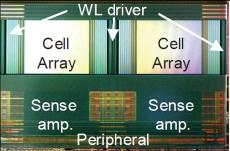 WL driver
Cell Array
Cell Array
Sense amp.
Sense amp.
Peripheral